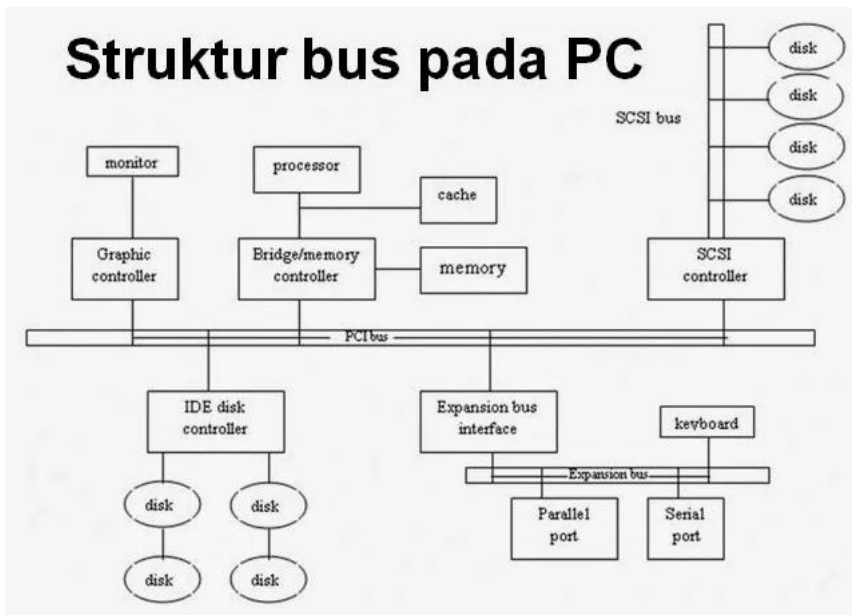 Struktur bus pada PC
disk
disk
SCSI bus
disk
disk
monitor
processor
cache
Graphic
controller
Bridge/memory
controller
memory
SCSI
controller
PCI bus
IDE disk
controller
Expansion bus
interface
keyboard
Expansion bus
disk
disk
Parallel
port
Serial
port
disk
disk